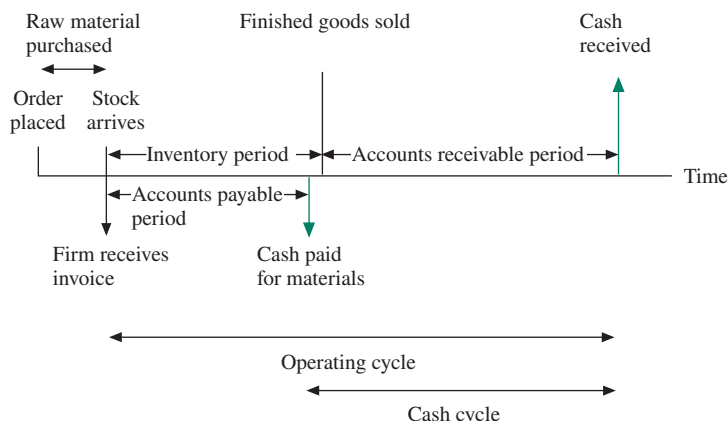 Raw material
purchased
Finished goods sold
Cash
received
Order
placed
Stock
arrives
Inventory period
Accounts receivable period
Time
Accounts payable
period
Firm receives
invoice
Cash paid
for materials
Operating cycle
Cash cycle